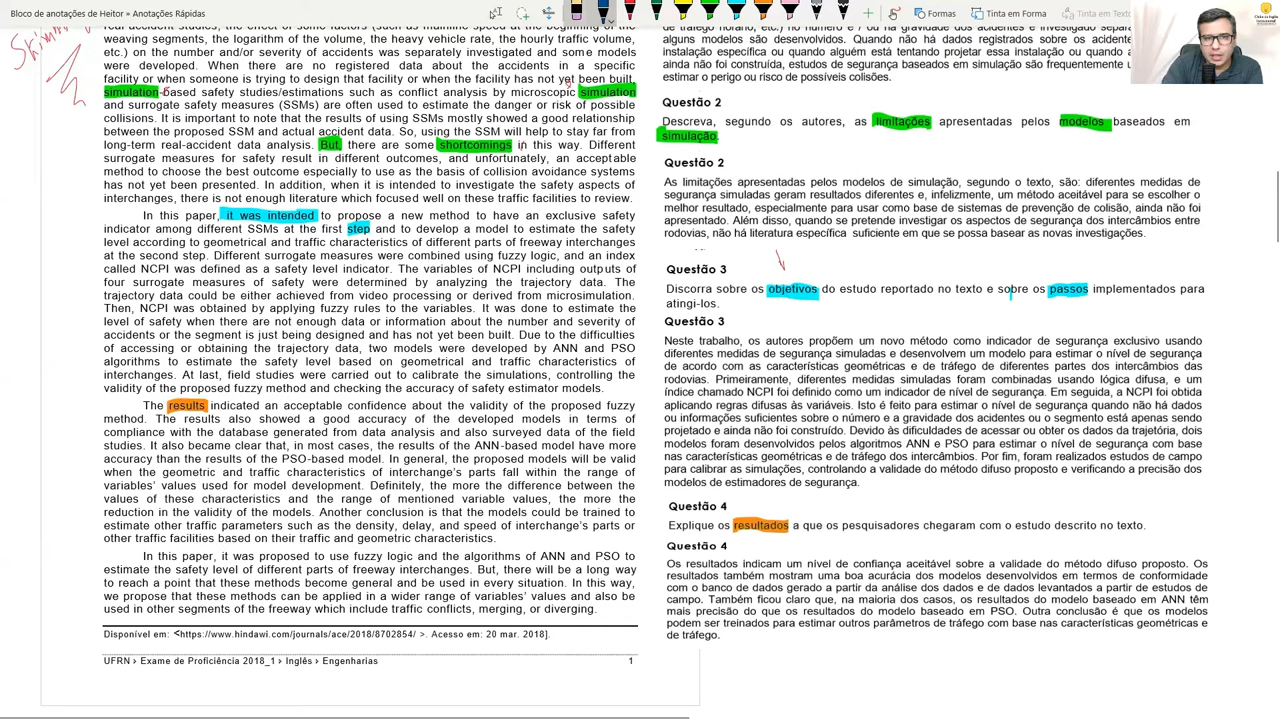 Bloco de anotações de Heitor » Anotações Rápidas
Formas
Tinta em Forma
Tinta em Texto
weaving segments, the logarithm of the volume, the heavy vehicle rate, the hourly traffic volume,
etc.) on the number and/or severity of accidents was separately investigated and some models
were developed. When there are no registered data about the accidents in a specific
facility or when someone is trying to design that facility or when the facility has not yet been built,
simulation-based safety studies/estimations such as conflict analysis by microscopic simulation
and surrogate safety measures (SSMs) are often used to estimate the danger or risk of possible
collisions. It is important to note that the results of using SSMs mostly showed a good relationship
between the proposed SSM and actual accident data. So, using the SSM will help to stay far from
long-term real-accident data analysis. But, there are some shortcomings in this way. Different
surrogate measures for safety result in different outcomes, and unfortunately, an acceptable
method to choose the best outcome especially to use as the basis of collision avoidance systems
has not yet been presented. In addition, when it is intended to investigate the safety aspects of
interchanges, there is not enough literature which focused well on these traffic facilities to review.
In this paper, it was intended to propose a new method to have an exclusive safety
indicator among different SSMs at the first step and to develop a model to estimate the safety
level according to geometrical and traffic characteristics of different parts of freeway interchanges
at the second step. Different surrogate measures were combined using fuzzy logic, and an index
called NCPI was defined as a safety level indicator. The variables of NCPI including outputs of
four surrogate measures were determined by analyzing the trajectory data. The
trajectory data could be either achieved from video processing or derived from microsimulation.
Then, NCPI was obtained by applying fuzzy rules to the variables. It was done to estimate the
level of safety when there are not enough data or information about the number and severity of
accidents or the segment is just being designed and has not yet been built. Due to the difficulties
of accessing or obtaining the trajectory data, two models were developed by ANN and PSO
algorithms to estimate the safety level based on geometrical and traffic characteristics of
interchanges. At last, field studies were carried out to calibrate the simulations, controlling the
validity of the proposed fuzzy method and checking the accuracy of safety estimator models.
The results indicated an acceptable confidence about the validity of the proposed fuzzy
method. The results also showed a good accuracy of the developed models in terms of
compliance with the database generated from data analysis and also surveyed data of the field
studies. It also became clear that, in most cases, the results of the ANN-based model have more
accuracy than the results of the PSO-based model. In general, the proposed models will be valid
when the geometric and traffic characteristics of interchange's parts fall within the range of
variables' values used for model development. Definitely, the more the difference between the
values of these characteristics and the range of mentioned variable values, the more the
reduction in the validity of the models. Another conclusion is that the models could be trained to
estimate other traffic parameters such as the density, delay, and speed of interchange's parts or
other traffic facilities based on their traffic and geometric characteristics.
In this paper, it was proposed to use fuzzy logic and the algorithms of ANN and PSO to
estimate the safety level of different parts of freeway interchanges. But, there will be a long way
to reach a point that these methods become general and be used in every situation. In this way,
we propose that these methods can be applied in a wider range of variables' values and also be
used in other segments of the freeway which include traffic conflicts, merging, or diverging.
Disponível em: <https://www.hindawi.com/journals/ace/2018/8702854/ >. Acesso em: 20 mar. 2018].
UFRN › Exame de Proficiência 2018_1 › Inglês › Engenharias 1
alguns modelos são desenvolvidos. Quando não há dados registrados sobre os acidente
instalação específica ou quando alguém está tentando projetar essa instalação ou quando a
ainda não foi construída, estudos de segurança baseados em simulação são frequentemente u
estimar o perigo ou risco de possíveis colisões.
Questão 2
Descreva, segundo os autores, as limitações apresentadas pelos modelos baseados em
simulação.
Questão 2
As limitações apresentadas pelos modelos de simulação, segundo o texto, são: diferentes medidas de
segurança simuladas geram resultados diferentes e, infelizmente, um método aceitável para se escolher o
melhor resultado, especialmente para usar como base de sistemas de prevenção de colisão, ainda não foi
apresentado. Além disso, quando se pretende investigar os aspectos de segurança dos intercâmbios entre
rodovias, não há literatura específica suficiente em que se possa basear as novas investigações.
Questão 3
Discorra sobre os objetivos do estudo reportado no texto e sobre os passos implementados para
atingi-los.
Questão 3
Neste trabalho, os autores propõem um novo método como indicador de segurança exclusivo usando
diferentes medidas de segurança simuladas e desenvolvem um modelo para estimar o nível de segurança
de acordo com as características geométricas e de tráfego de diferentes partes dos intercâmbios das
rodovias. Primeiramente, diferentes medidas simuladas foram combinadas usando lógica difusa, e um
índice chamado NCPI foi definido como um indicador de nível de segurança. Em seguida, a NCPI foi obtida
aplicando regras difusas às variáveis. Isto é feito para estimar o nível de segurança quando não há dados
ou informações suficientes sobre o número e a gravidade dos acidentes ou o segmento está apenas sendo
projetado e ainda não foi construído. Devido às dificuldades de acessar ou obter os dados da trajetória, dois
modelos foram desenvolvidos pelos algoritmos ANN e PSO para estimar o nível de segurança com base
nas características geométricas e de tráfego dos intercâmbios. Por fim, foram realizados estudos de campo
para calibrar as simulações, controlando a validade do método difuso proposto e verificando a precisão dos
modelos de estimadores de segurança.
Questão 4
Explique os resultados a que os pesquisadores chegaram com o estudo descrito no texto.
Questão 4
Os resultados indicam um nível de confiança aceitável sobre a validade do método difuso proposto. Os
resultados também mostram uma boa acurácia dos modelos desenvolvidos em termos de conformidade
com o banco de dados gerado a partir da análise dos dados e de dados levantados a partir de estudos de
campo. Também ficou claro que, na maioria dos casos, os resultados do modelo baseado em ANN têm
mais precisão do que os resultados do modelo baseado em PSO. Outra conclusão é que os modelos
podem ser treinados para estimar outros parâmetros de tráfego com base nas características geométricas e
de tráfego.